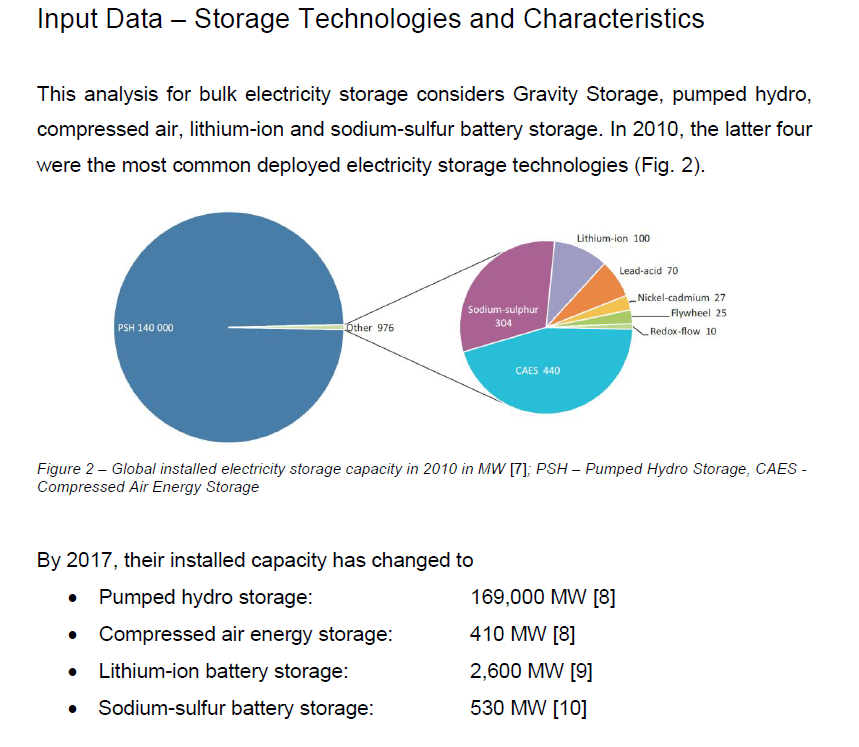 Input Data – Storage Technologies and Characteristics
This analysis for bulk electricity storage considers Gravity Storage, pumped hydro,
compressed air, lithium-ion and sodium-sulfur battery storage. In 2010, the latter four
were the most common deployed electricity storage technologies (Fig. 2).
PSH 140 000
Other 976
Sodium-sulphur
304
Lithium-ion 100
Lead-acid 70
Nickel-cadmium 27
Flywheel 25
Redox-flow 10
CAES 440
Figure 2 – Global installed electricity storage capacity in 2010 in MW [7]; PSH – Pumped Hydro Storage, CAES -
Compressed Air Energy Storage
By 2017, their installed capacity has changed to
• Pumped hydro storage: 169,000 MW [8]
• Compressed air energy storage: 410 MW [8]
• Lithium-ion battery storage: 2,600 MW [9]
• Sodium-sulfur battery storage: 530 MW [10]